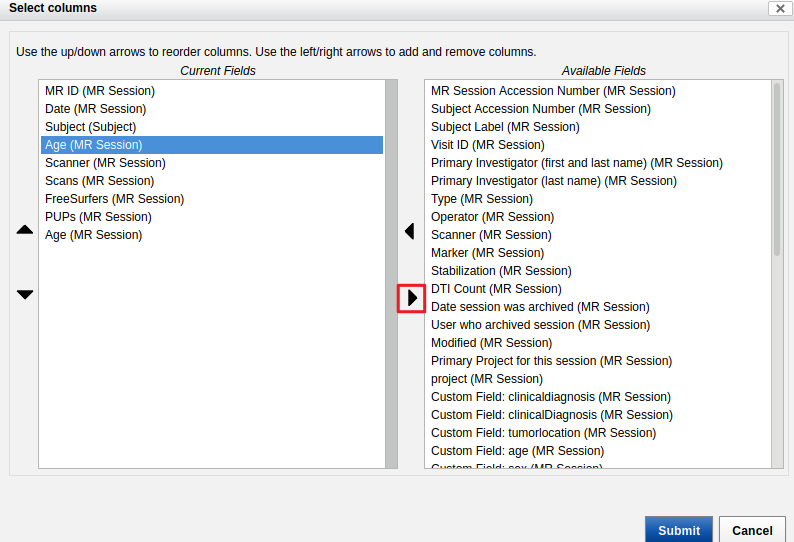 Select columns
Use the up/down arrows to reorder columns. Use the left/right arrows to add and remove columns.
Current Fields
MR ID (MR Session)
Date (MR Session)
Subject (Subject)
Age (MR Session)
Scanner (MR Session)
Scans (MR Session)
FreeSurfers (MR Session)
PUPs (MR Session)
Age (MR Session)
Available Fields
MR Session Accession Number (MR Session)
Subject Accession Number (MR Session)
Subject Label (MR Session)
Visit ID (MR Session)
Primary Investigator (first and last name) (MR Session)
Primary Investigator (last name) (MR Session)
Type (MR Session)
Operator (MR Session)
Scanner (MR Session)
Marker (MR Session)
Stabilization (MR Session)
DTI Count (MR Session)
Date session was archived (MR Session)
User who archived session (MR Session)
Modified (MR Session)
Primary Project for this session (MR Session)
project (MR Session)
Custom Field: clinicaldiagnosis (MR Session)
Custom Field: clinicalDiagnosis (MR Session)
Custom Field: tumorlocation (MR Session)
Custom Field: age (MR Session)
Custom Field: sex (MR Session)
Submit
Cancel